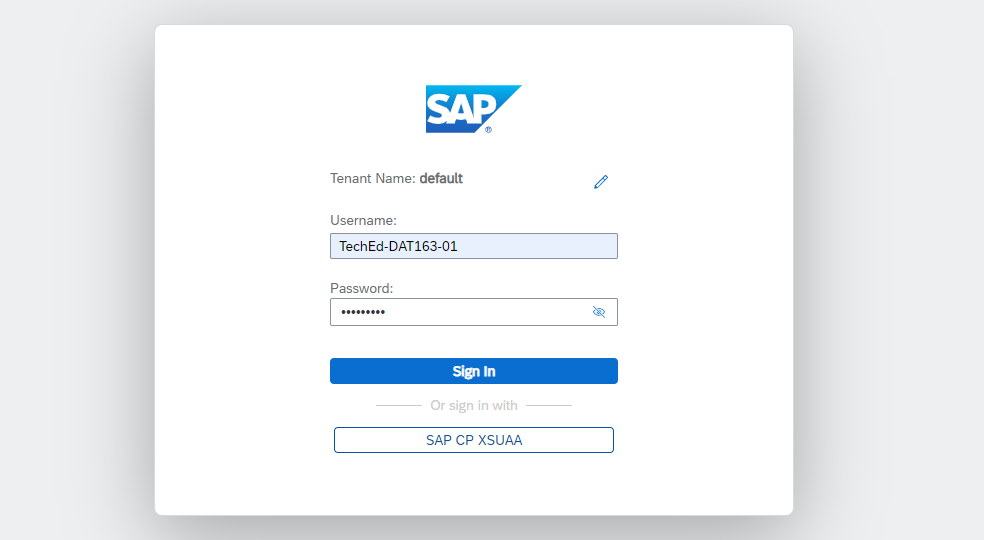 SAP®
Tenant Name: default
Username:
TechEd-DAT163-01
Password:
•••••••••
Sign In
Or sign in with
SAP CP XSUAA